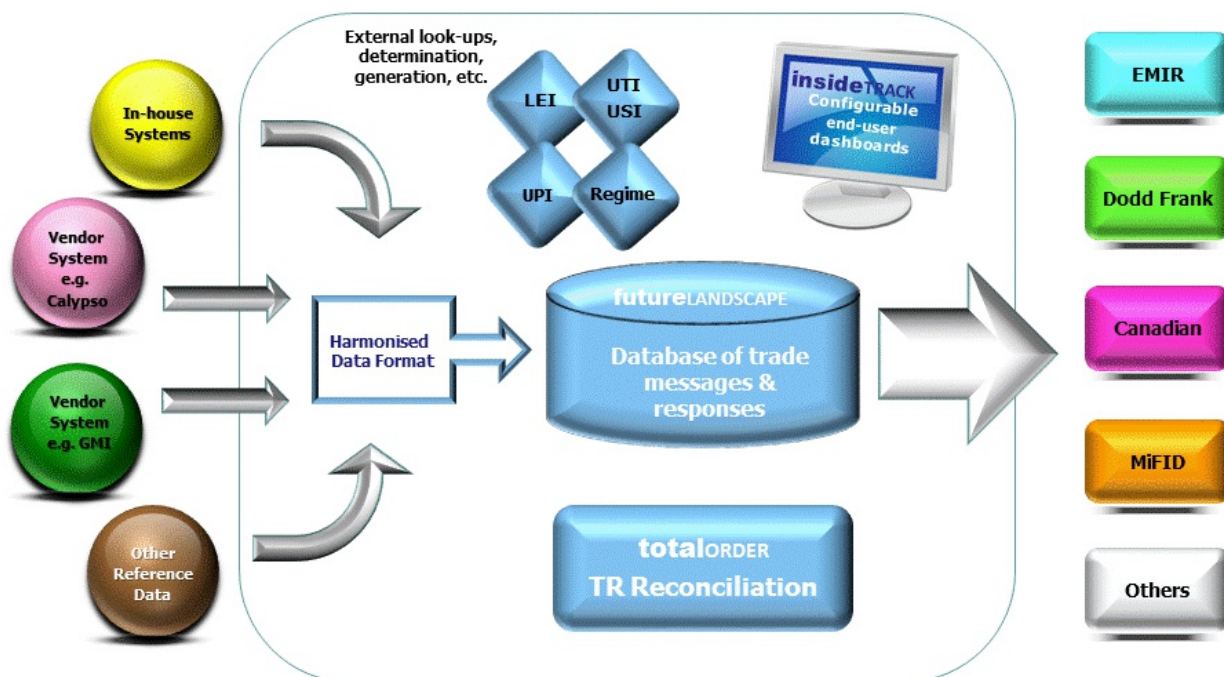 External look-ups,
determination,
generation, etc.
LEI
UTI
USI
UPI
Regime
insideTRACK
Configurable
end-user
dashboards
In-house
Systems
Vendor
System
e.g.
Calypso
Vendor
System
e.g. GMI
Other
Reference
Data
Harmonised
Data Format
futureLANDSCAPE
Database of trade
messages &
responses
totalORDER
TR Reconciliation
EMIR
Dodd Frank
Canadian
MiFID
Others